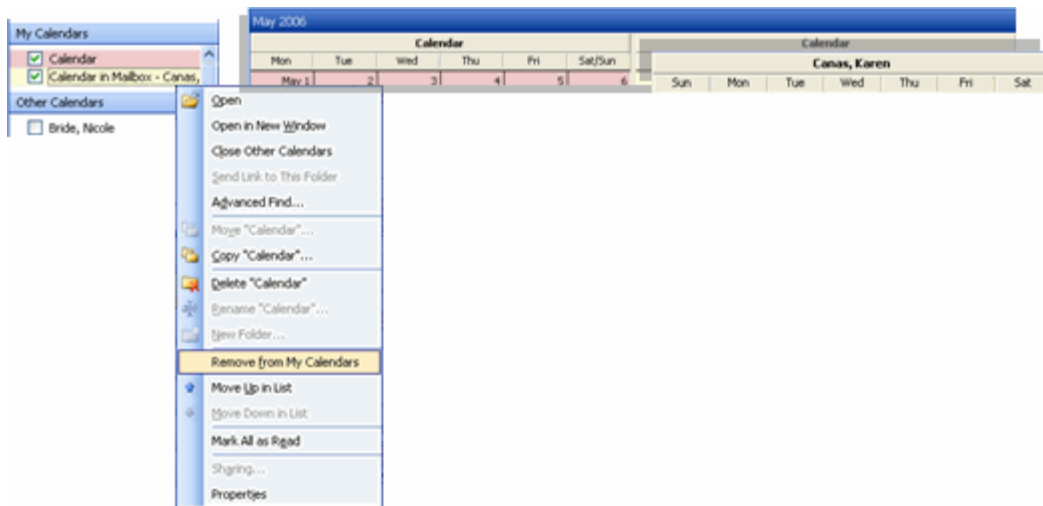 My Calendars
Calendar
Calendar in Mailbox - Canas,
Other Calendars
Bride, Nicole
May 2006
Calendar
Mon Tue Wed Thu Fri Sat/Sun
May 1 2 3 4 5 6
Calendar
Canas, Karen
Sun Mon Tue Wed Thu Fri Sat
Open
Open in New Window
Close Other Calendars
Send Link to This Folder
Advanced Find...
Move "Calendar"...
Copy "Calendar"...
Delete "Calendar"
Rename "Calendar"...
New Folder...
Remove from My Calendars
Move Up in List
Move Down in List
Mark All as Read
Sharing...
Properties